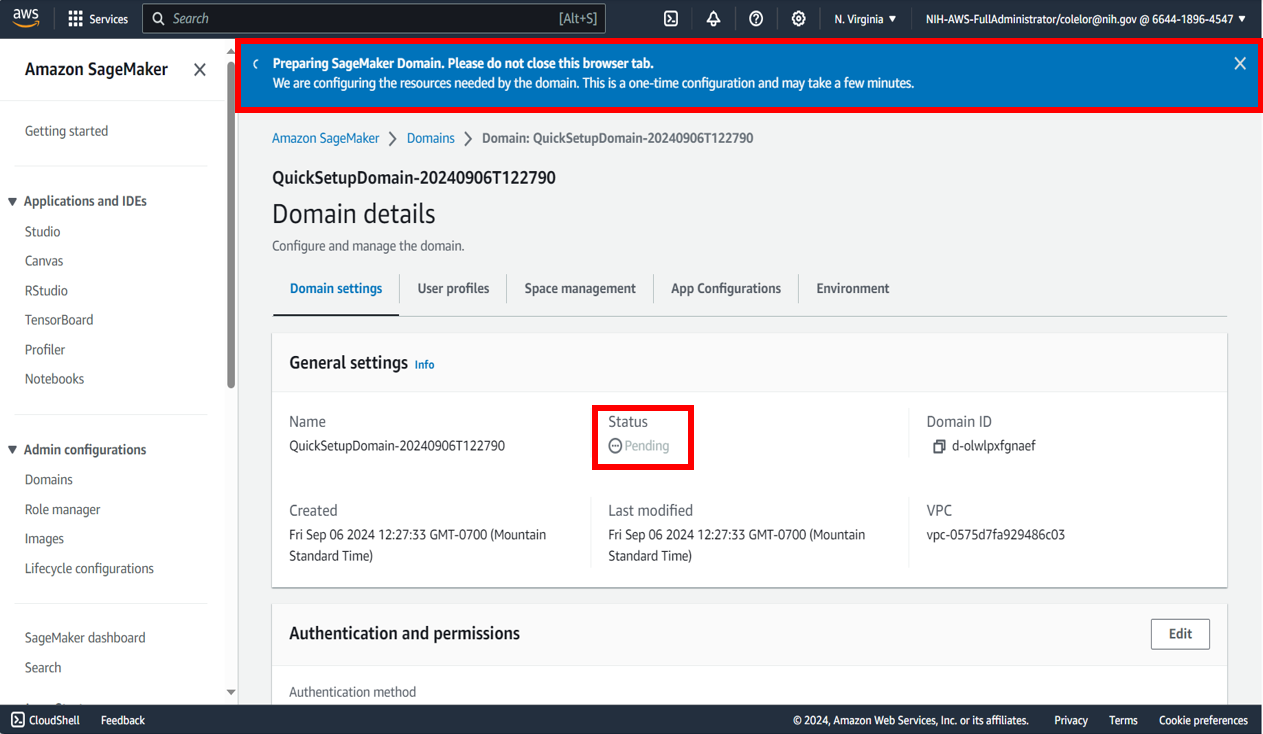 aws
Services
Search
[Alt+S]
N. Virginia
NIH-AWS-FullAdministrator/colelor@nih.gov @ 6644-1896-4547
Amazon SageMaker
Getting started
Applications and IDEs
Studio
Canvas
RStudio
TensorBoard
Profiler
Notebooks
Admin configurations
Domains
Role manager
Images
Lifecycle configurations
SageMaker dashboard
Search
Preparing SageMaker Domain. Please do not close this browser tab.
We are configuring the resources needed by the domain. This is a one-time configuration and may take a few minutes.
Amazon SageMaker > Domains > Domain: QuickSetupDomain-20240906T122790
QuickSetupDomain-20240906T122790
Domain details
Configure and manage the domain.
Domain settings
User profiles
Space management
App Configurations
Environment
General settings Info
Name
QuickSetupDomain-20240906T122790
Status
Pending
Domain ID
d-olwlpxfgnaef
Created
Fri Sep 06 2024 12:27:33 GMT-0700 (Mountain
Standard Time)
Last modified
Fri Sep 06 2024 12:27:33 GMT-0700 (Mountain
Standard Time)
VPC
vpc-0575d7fa929486c03
Authentication and permissions
Edit
Authentication method
CloudShell
Feedback
© 2024, Amazon Web Services, Inc. or its affiliates.
Privacy
Terms
Cookie preferences